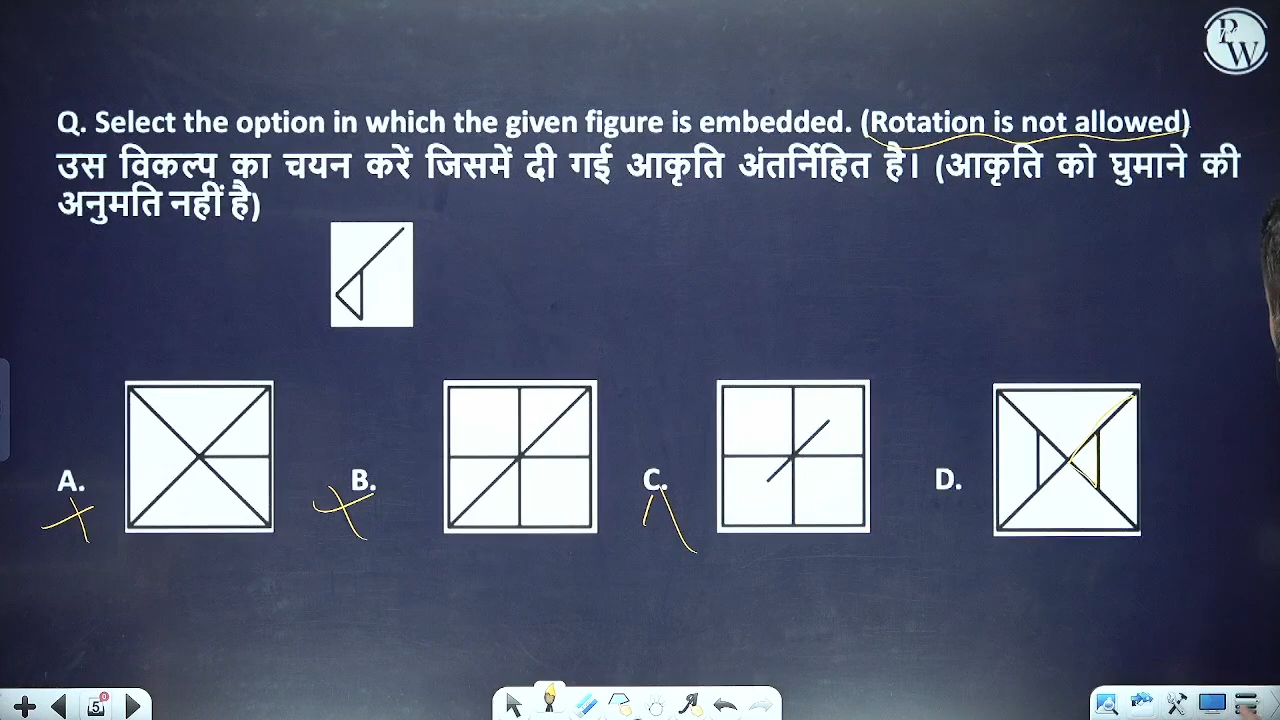 PW
Q. Select the option in which the given figure is embedded. (Rotation is not allowed)
उस विकल्प का चयन करें जिसमें दी गई आकृति अंतर्निहित है। (आकृति को घुमाने की
अनुमति नहीं है)
A.
B.
C.
D.
5